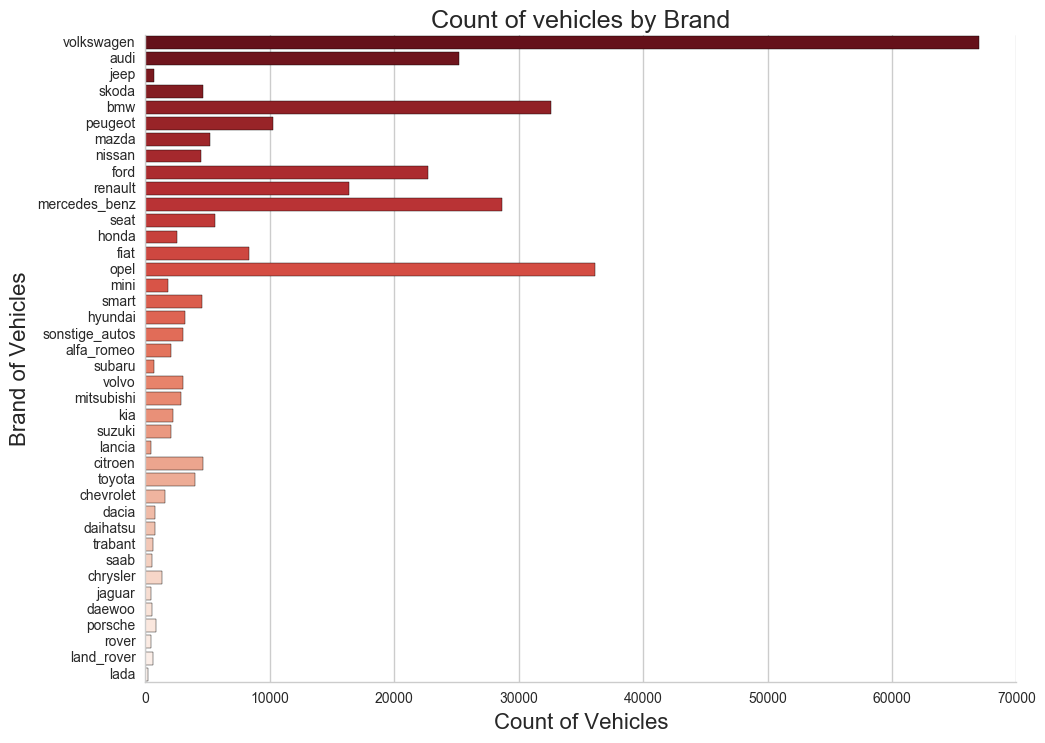 Count of vehicles by Brand
volkswagen
audi
jeep
skoda
bmw
peugeot
mazda
nissan
ford
renault
mercedes_benz
seat
honda
fiat
opel
mini
smart
hyundai
sonstige_autos
alfa_romeo
subaru
volvo
mitsubishi
kia
suzuki
lancia
citroen
toyota
chevrolet
dacia
daihatsu
trabant
saab
chrysler
jaguar
daewoo
porsche
rover
land_rover
lada
Brand of Vehicles
0 10000 20000 30000 40000 50000 60000 70000
Count of Vehicles